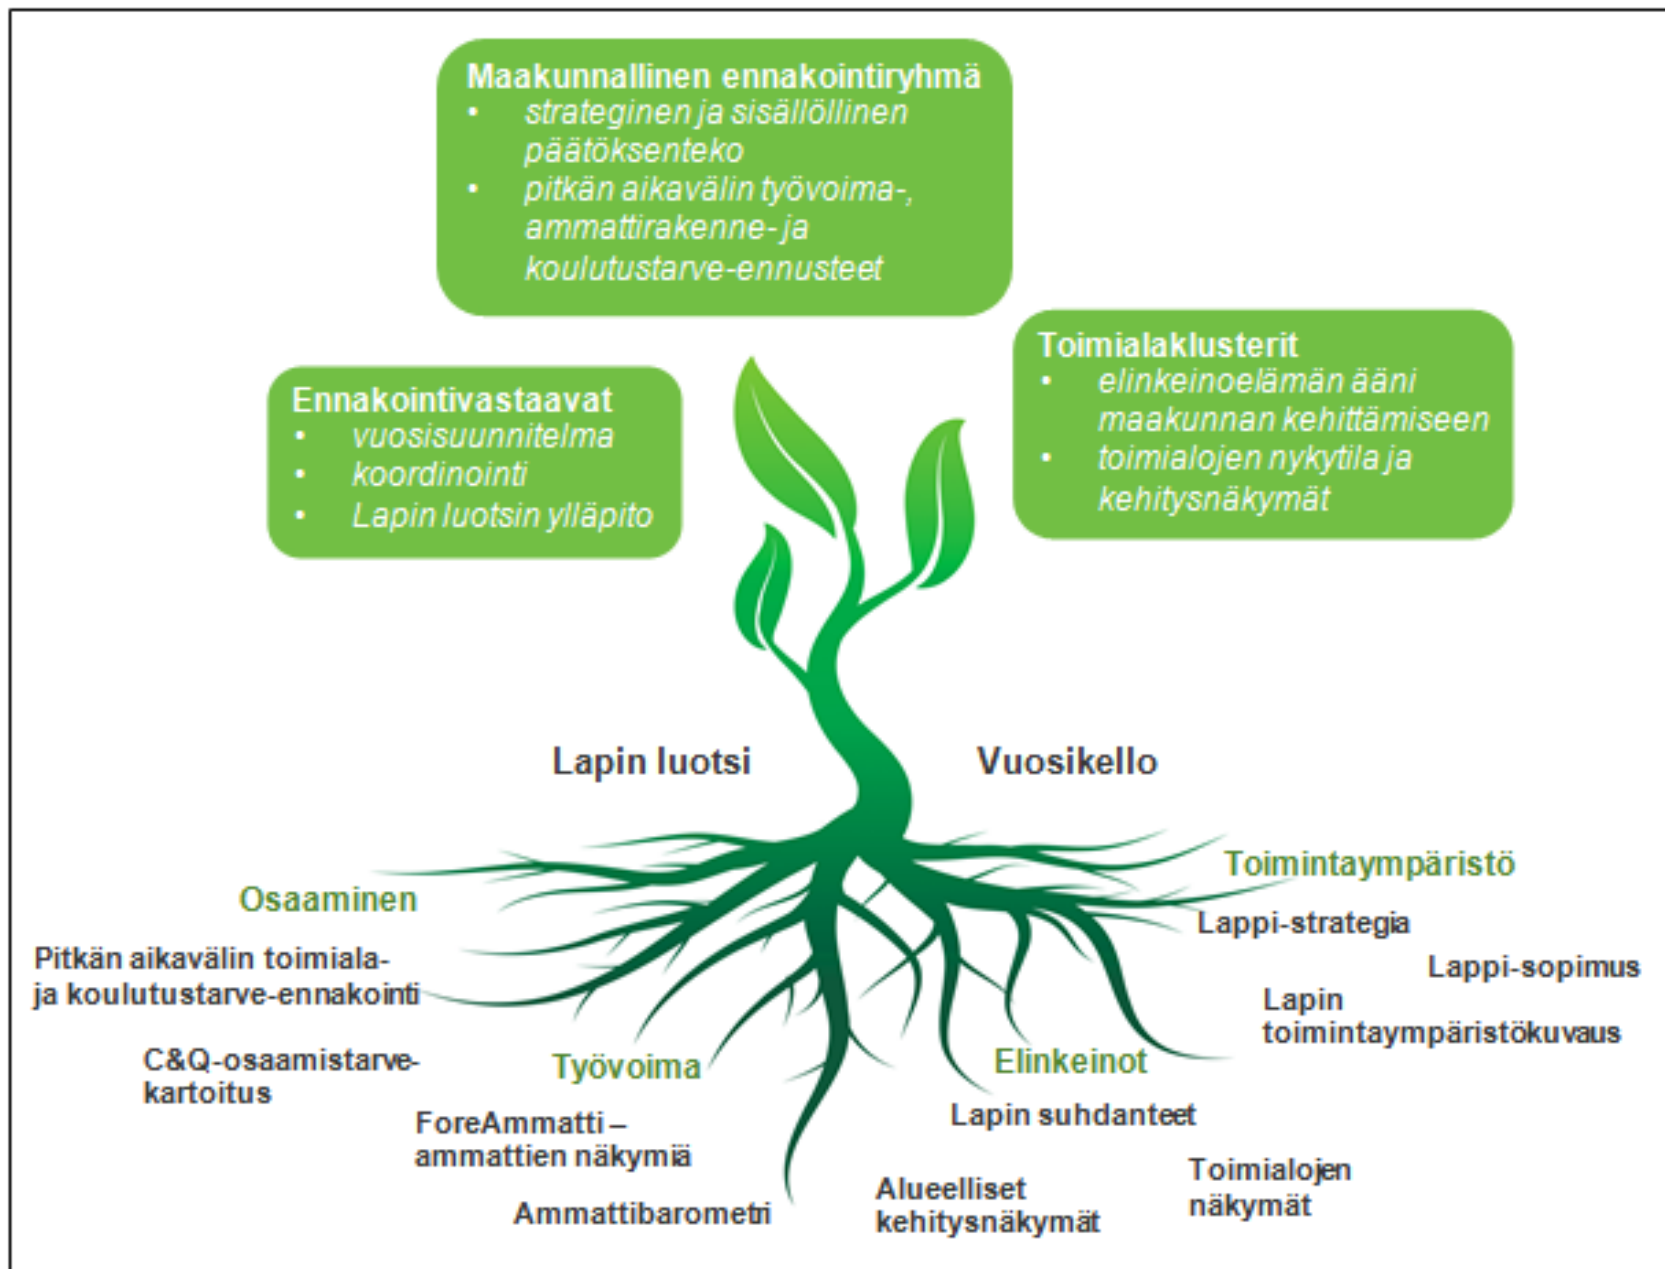 Maakunnallinen ennakointiryhmä
• strateginen ja sisällöllinen
päätöksenteko
• pitkän aikavälin työvoima-,
ammattirakenne- ja
koulutustarve-ennusteet
Toimialaklusterit
• elinkeinoelämän ääni
maakunnan kehittämiseen
• toimialojen nykytila ja
kehitysnäkymät
Ennakointivastaavat
• vuosisuunnitelma
• koordinointi
• Lapin luotsin ylläpito
Lapin luotsi
Vuosikello
Osaaminen
Pitkän aikavälin toimiala-
ja koulutustarve-ennakointi
C&Q-osaamistarve-
kartoitus
Työvoima
ForeAmmatti –
ammattien näkymiä
Ammattibarometri
Elinkeinot
Lapin suhdanteet
Alueelliset
kehitysnäkymät
Toimialojen
näkymät
Toimintaympäristö
Lappi-strategia
Lappi-sopimus
Lapin
toimintaympäristökuvaus